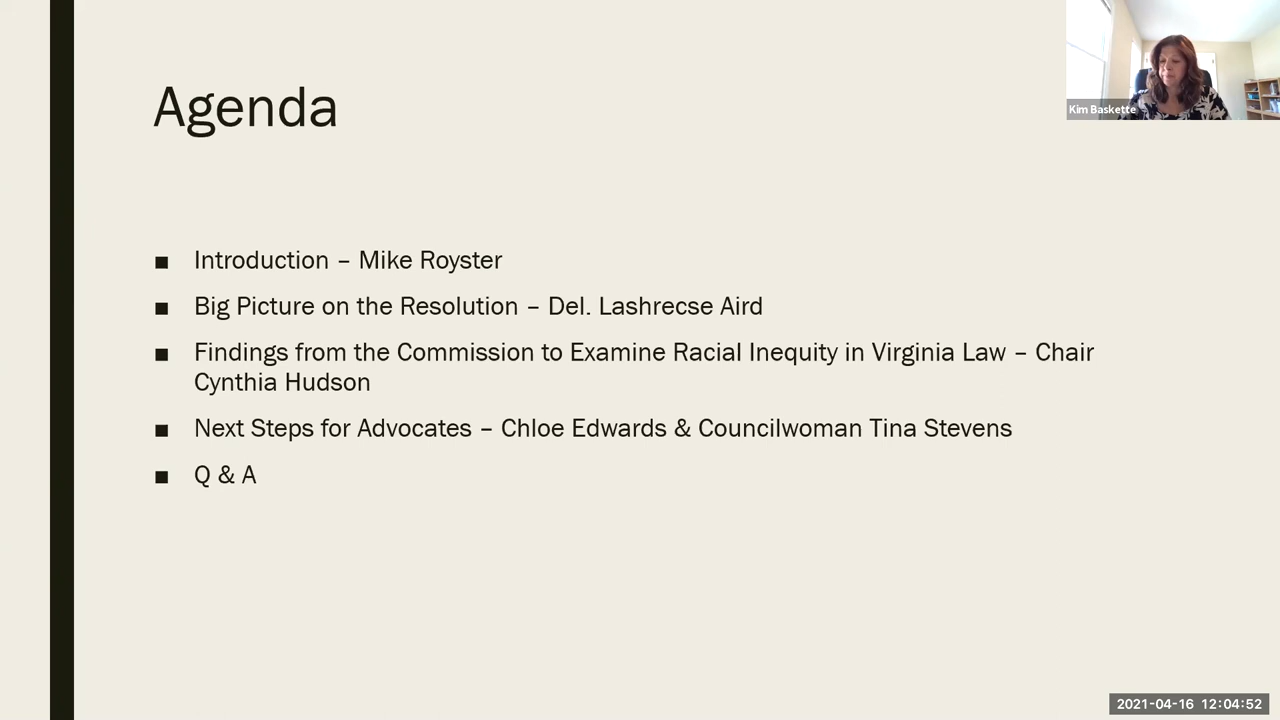 Agenda
Kim Baskette
■ Introduction – Mike Royster
■ Big Picture on the Resolution – Del. Lashrecse Aird
■ Findings from the Commission to Examine Racial Inequity in Virginia Law – Chair
Cynthia Hudson
■ Next Steps for Advocates – Chloe Edwards & Councilwoman Tina Stevens
■ Q & A
2021-04-16 12:04:52